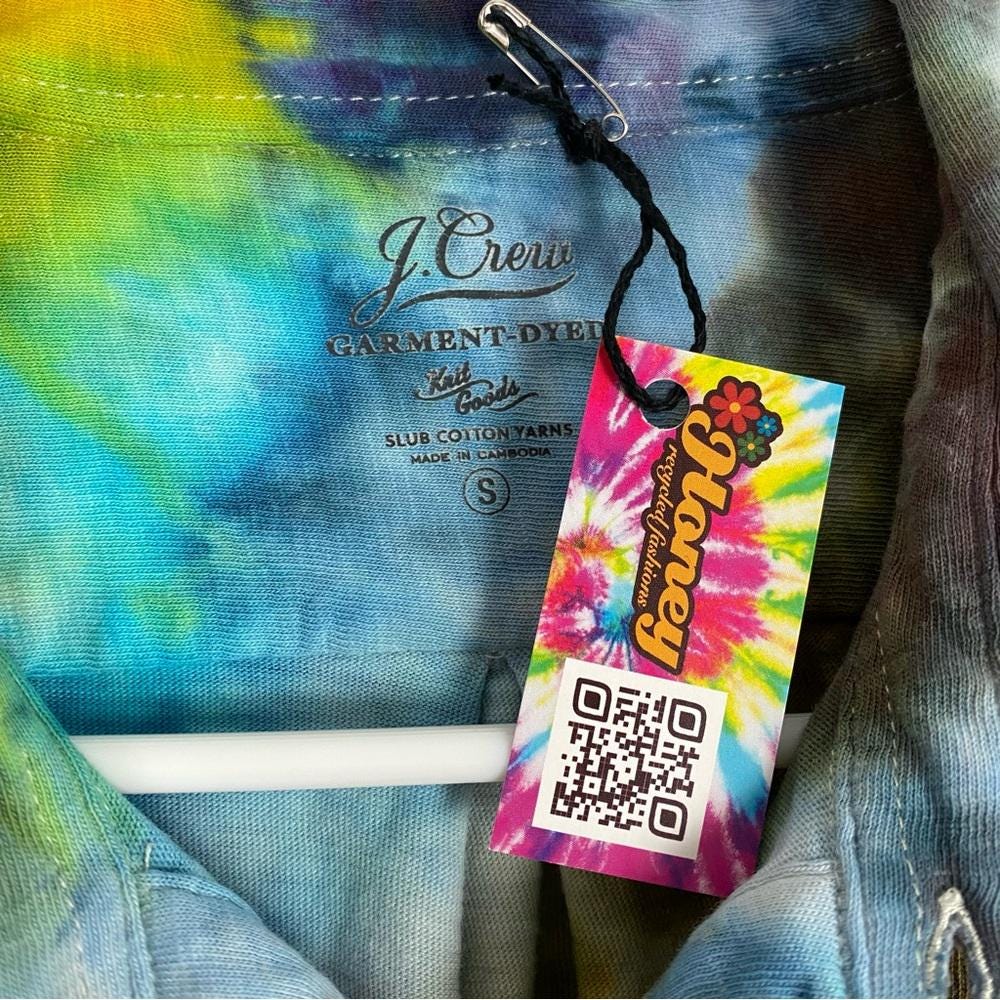 J.Crew
GARMENT-DYED
Knit
Goods
SLUB COTTON YARNS
MADE IN CAMBODIA
S
Honey
recycled fashions